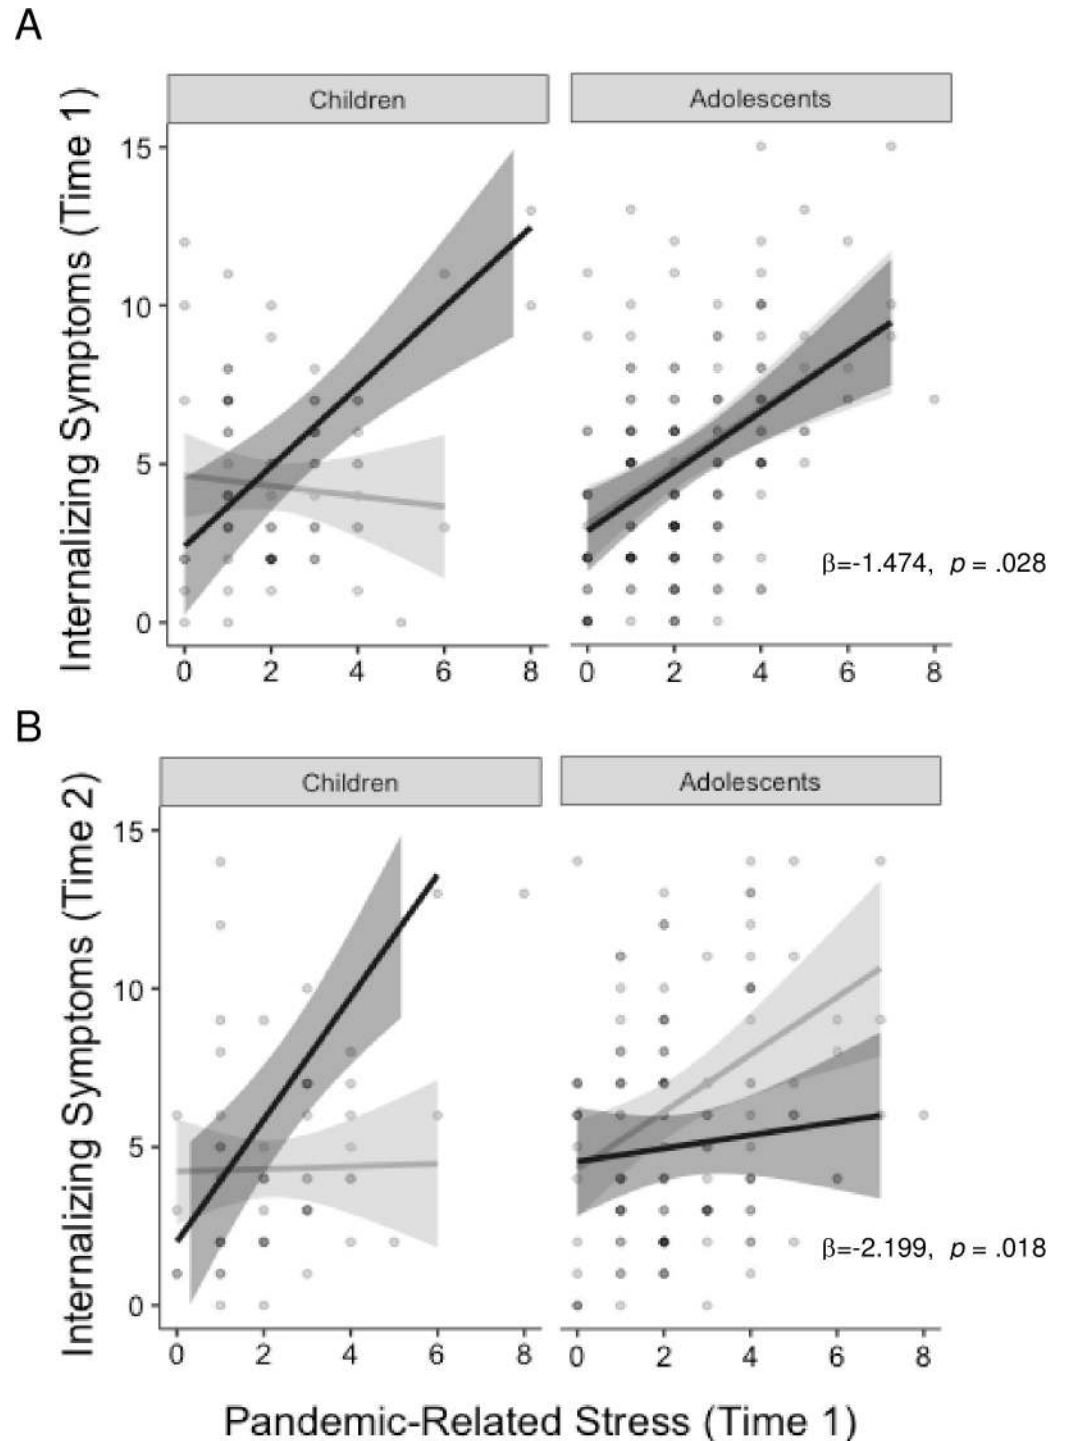 A
Children
Adolescents
Internalizing Symptoms (Time 1)
15
10
5
0
β=-1.474, p = .028
0 2 4 6 8
0 2 4 6 8
B
Children
Adolescents
Internalizing Symptoms (Time 2)
15
10
5
0
β=-2.199, p = .018
0 2 4 6 8
0 2 4 6 8
Pandemic-Related Stress (Time 1)